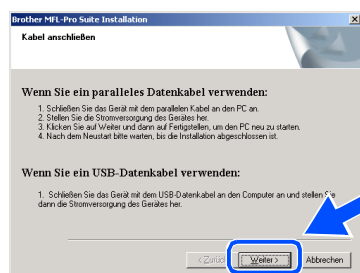 Brother MFL-Pro Suite Installation
Kabel anschließen
Wenn Sie ein paralleles Datenkabel verwenden:
1. Schließen Sie das Gerät mit dem parallelen Kabel an den PC an.
2. Stellen Sie die Stromversorgung des Gerätes her.
3. Klicken Sie auf Weiter und dann auf Fertigstellen, um den PC neu zu starten.
4. Nach dem Neustart bitte warten, bis die Installation abgeschlossen ist.
Wenn Sie ein USB-Datenkabel verwenden:
1. Schließen Sie das Gerät mit dem USB-Datenkabel an den Computer an und stellen Sie
dann die Stromversorgung des Gerätes her.
< Zurück Weiter > Abbrechen